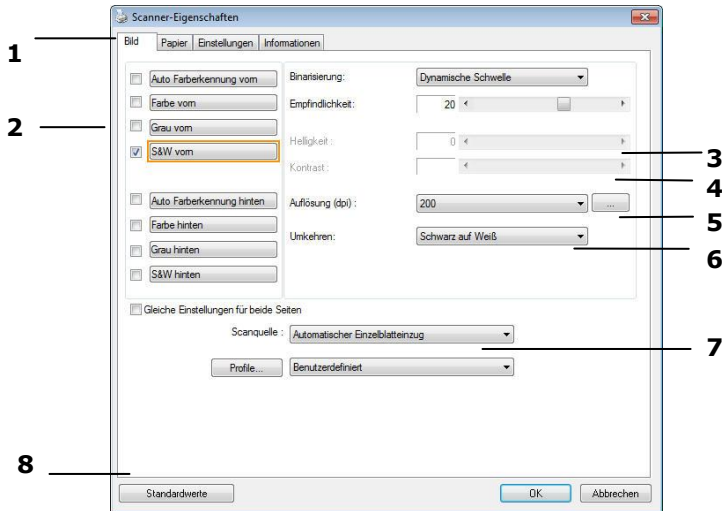 Scanner-Eigenschaften
1
Bild Papier Einstellungen Informationen
2
Auto Farberkennung vorn
Farbe vorn
Grau vorn
S&W vorn
Auto Farberkennung hinten
Farbe hinten
Grau hinten
S&W hinten
Binarisierung: Dynamische Schwelle
Empfindlichkeit: 20
Helligkeit : 0
3
Kontrast :
4
Auflösung (dpi) : 200 ...
5
Umkehren: Schwarz auf Weiß
6
Gleiche Einstellungen für beide Seiten
Scanquelle : Automatischer Einzelblatteinzug
7
Profile... Benutzerdefiniert
8
Standardwerte OK Abbrechen